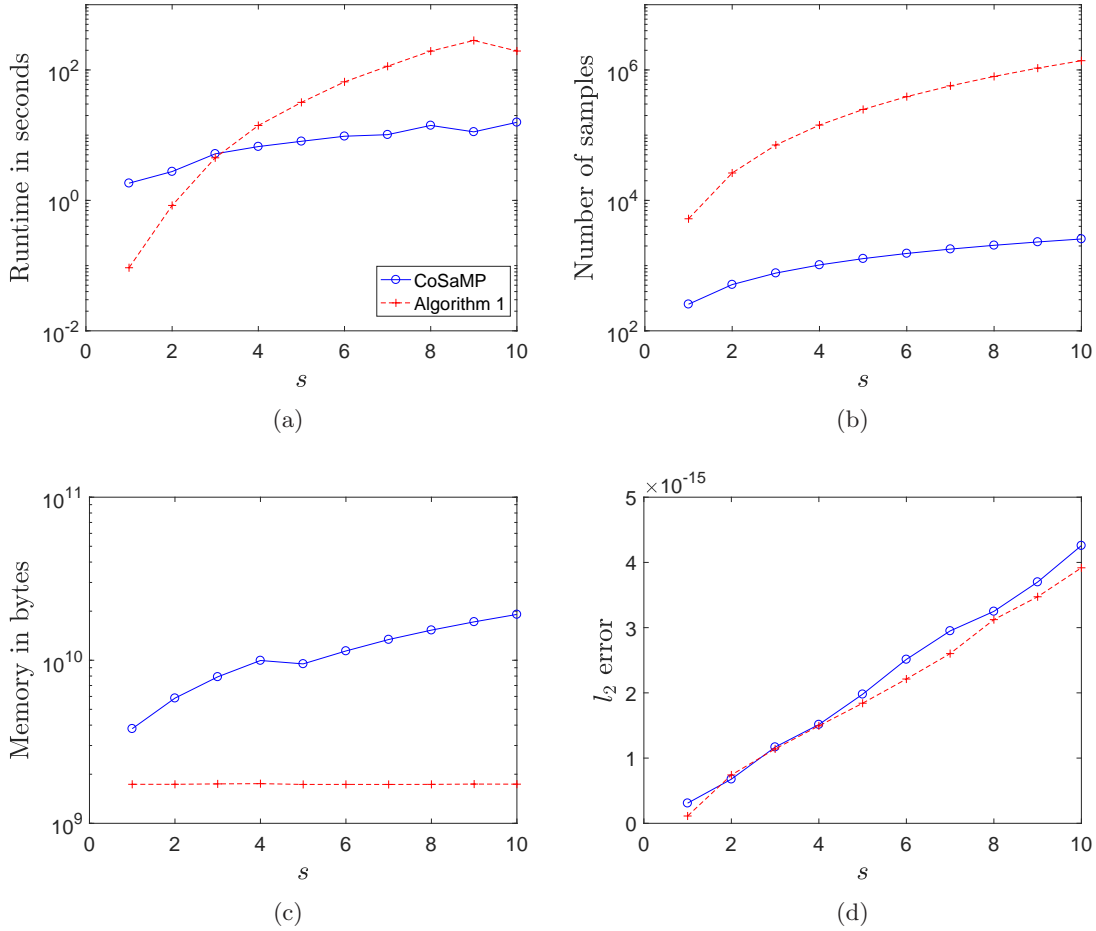 Runtime in seconds
10^2
10^0
10^-2
0 2 4 6 8 10
s
CoSaMP
Algorithm 1
(a)
Number of samples
10^6
10^4
10^2
0 2 4 6 8 10
s
(b)
Memory in bytes
10^11
10^10
10^9
0 2 4 6 8 10
s
(c)
×10^-15
l_2 error
5
4
3
2
1
0
0 2 4 6 8 10
s
(d)